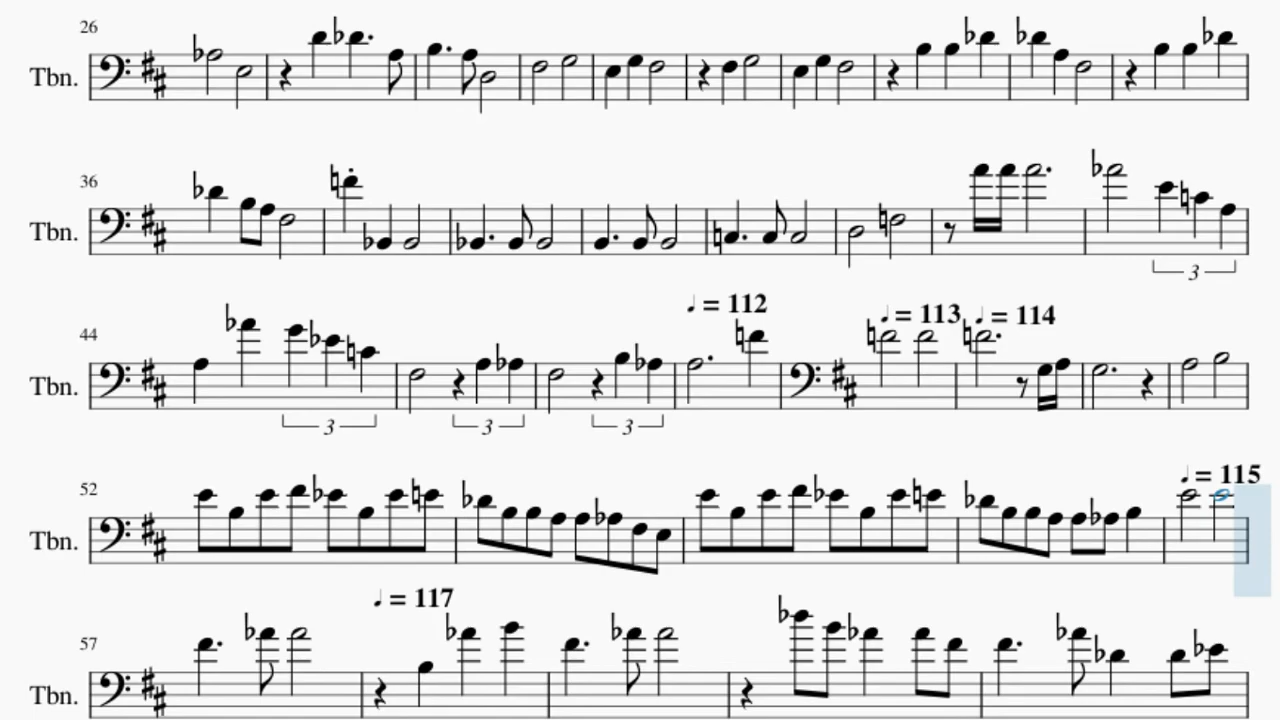 26
Tbn.
36
Tbn.
3
♩ = 112
♩ = 113
♩ = 114
44
Tbn.
3
3
3
♩ = 115
52
Tbn.
♩ = 117
57
Tbn.